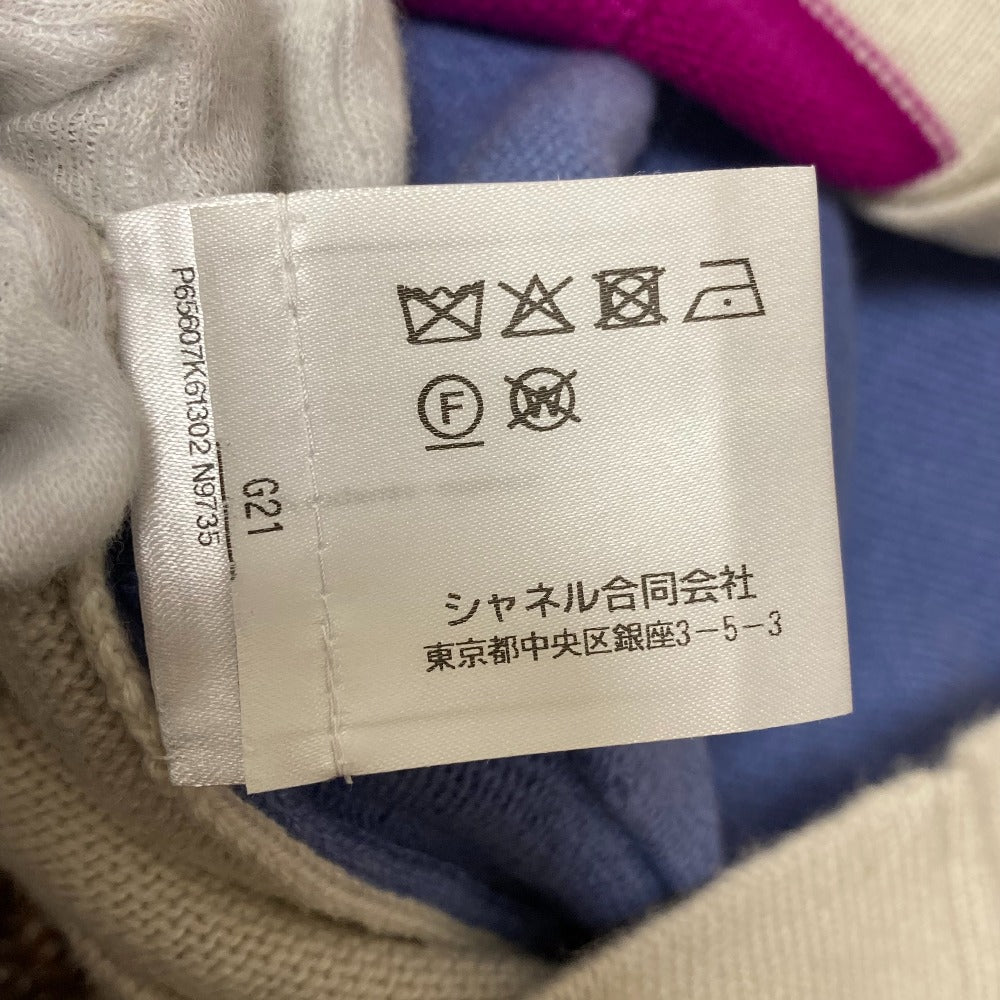 P65607K61302 N9735
G21
F
W
シャネル合同会社
東京都中央区銀座3-5-3